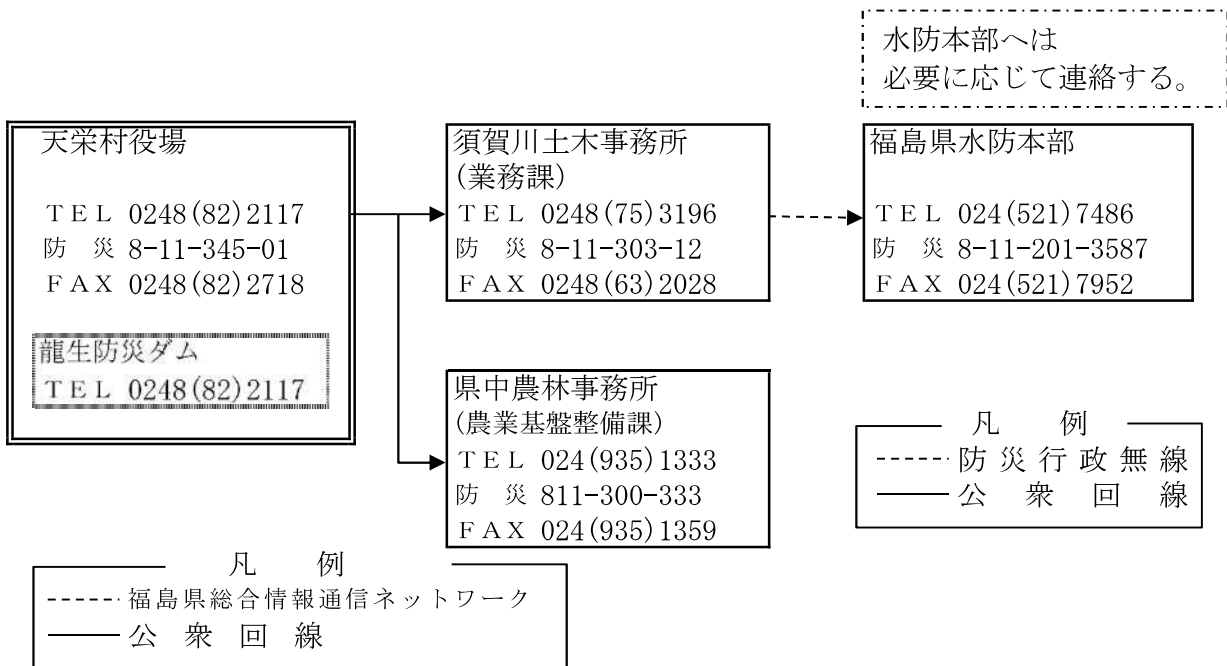 水防本部へは
必要に応じて連絡する。
天栄村役場
ＴＥＬ 0248(82)2117
防　災 8-11-345-01
ＦＡＸ 0248(82)2718
龍生防災ダム
ＴＥＬ 0248(82)2117
須賀川土木事務所
(業務課)
ＴＥＬ 0248(75)3196
防　災 8-11-303-12
ＦＡＸ 0248(63)2028
福島県水防本部
ＴＥＬ 024(521)7486
防　災 8-11-201-3587
ＦＡＸ 024(521)7952
県中農林事務所
(農業基盤整備課)
ＴＥＬ 024(935)1333
防　災 811-300-333
ＦＡＸ 024(935)1359
凡　例
防災行政無線
公衆回線
凡　例
福島県総合情報通信ネットワーク
公衆回線